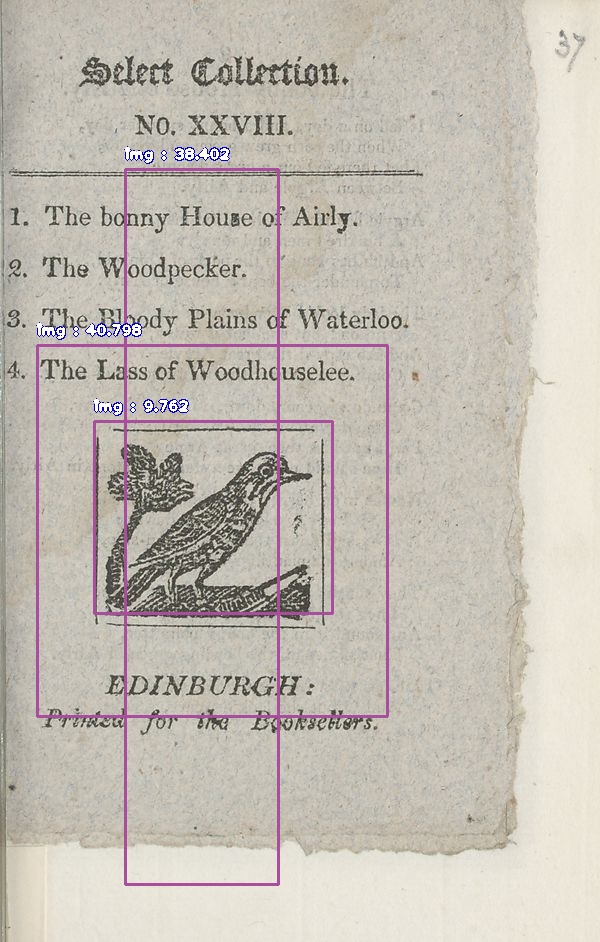 37
Select Collection.
NO. XXVIII.
img : 38.402
1. The bonny House of Airly.
2. The Woodpecker.
3. The Bloody Plains of Waterloo.
img : 40.798
4. The Lass of Woodhouselee.
img : 9.762
EDINBURGH:
Printed for the Booksellers.